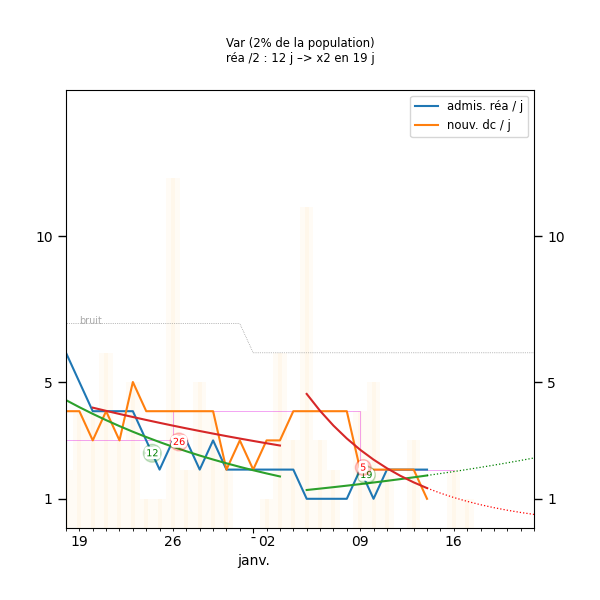 Var (2% de la population)
réa /2 : 12 j –> x2 en 19 j
admis. réa / j
nouv. dc / j
10
10
bruit
5
5
12
26
5
19
1
1
19
26
02
09
16
janv.